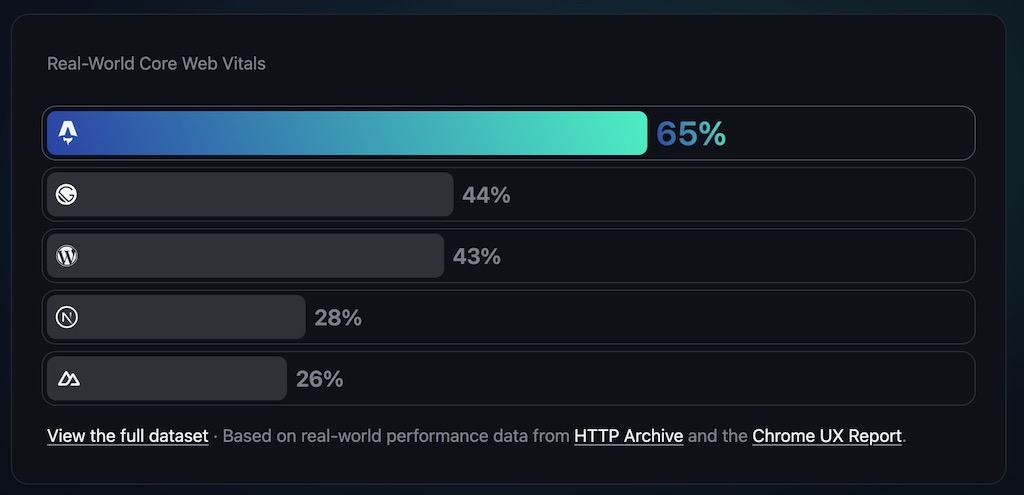 Real-World Core Web Vitals
65%
44%
43%
28%
26%
View the full dataset · Based on real-world performance data from HTTP Archive and the Chrome UX Report.